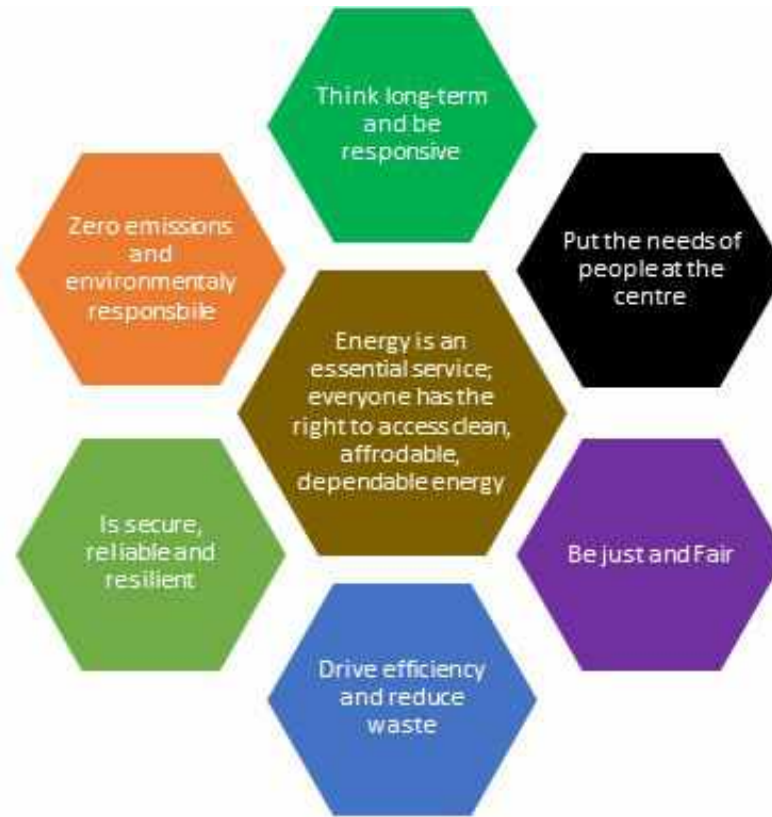 Think long-term
and be
responsive
Put the needs of
people at the
centre
Zero emissions
and
environmentaly
responsbile
Energy is an
essential service;
everyone has the
right to access clean,
affrodable,
dependable energy
Is secure,
reliable and
resilient
Be just and Fair
Drive efficiency
and reduce
waste